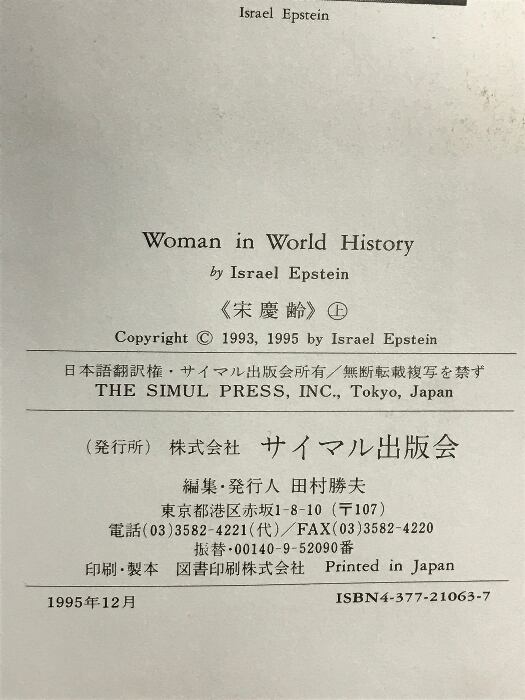 Israel Epstein
Woman in World History
by Israel Epstein
《宋慶齢》㊤
Copyright © 1993, 1995 by Israel Epstein
日本語翻訳権・サイマル出版会所有/無断転載複写を禁ず
THE SIMUL PRESS, INC., Tokyo, Japan
(発行所) 株式会社 サイマル出版会
編集・発行人 田村勝夫
東京都港区赤坂1-8-10(〒107)
電話(03)3582-4221(代)/FAX(03)3582-4220
振替・00140-9-52090番
印刷・製本 図書印刷株式会社 Printed in Japan
1995年12月 ISBN4-377-21063-7